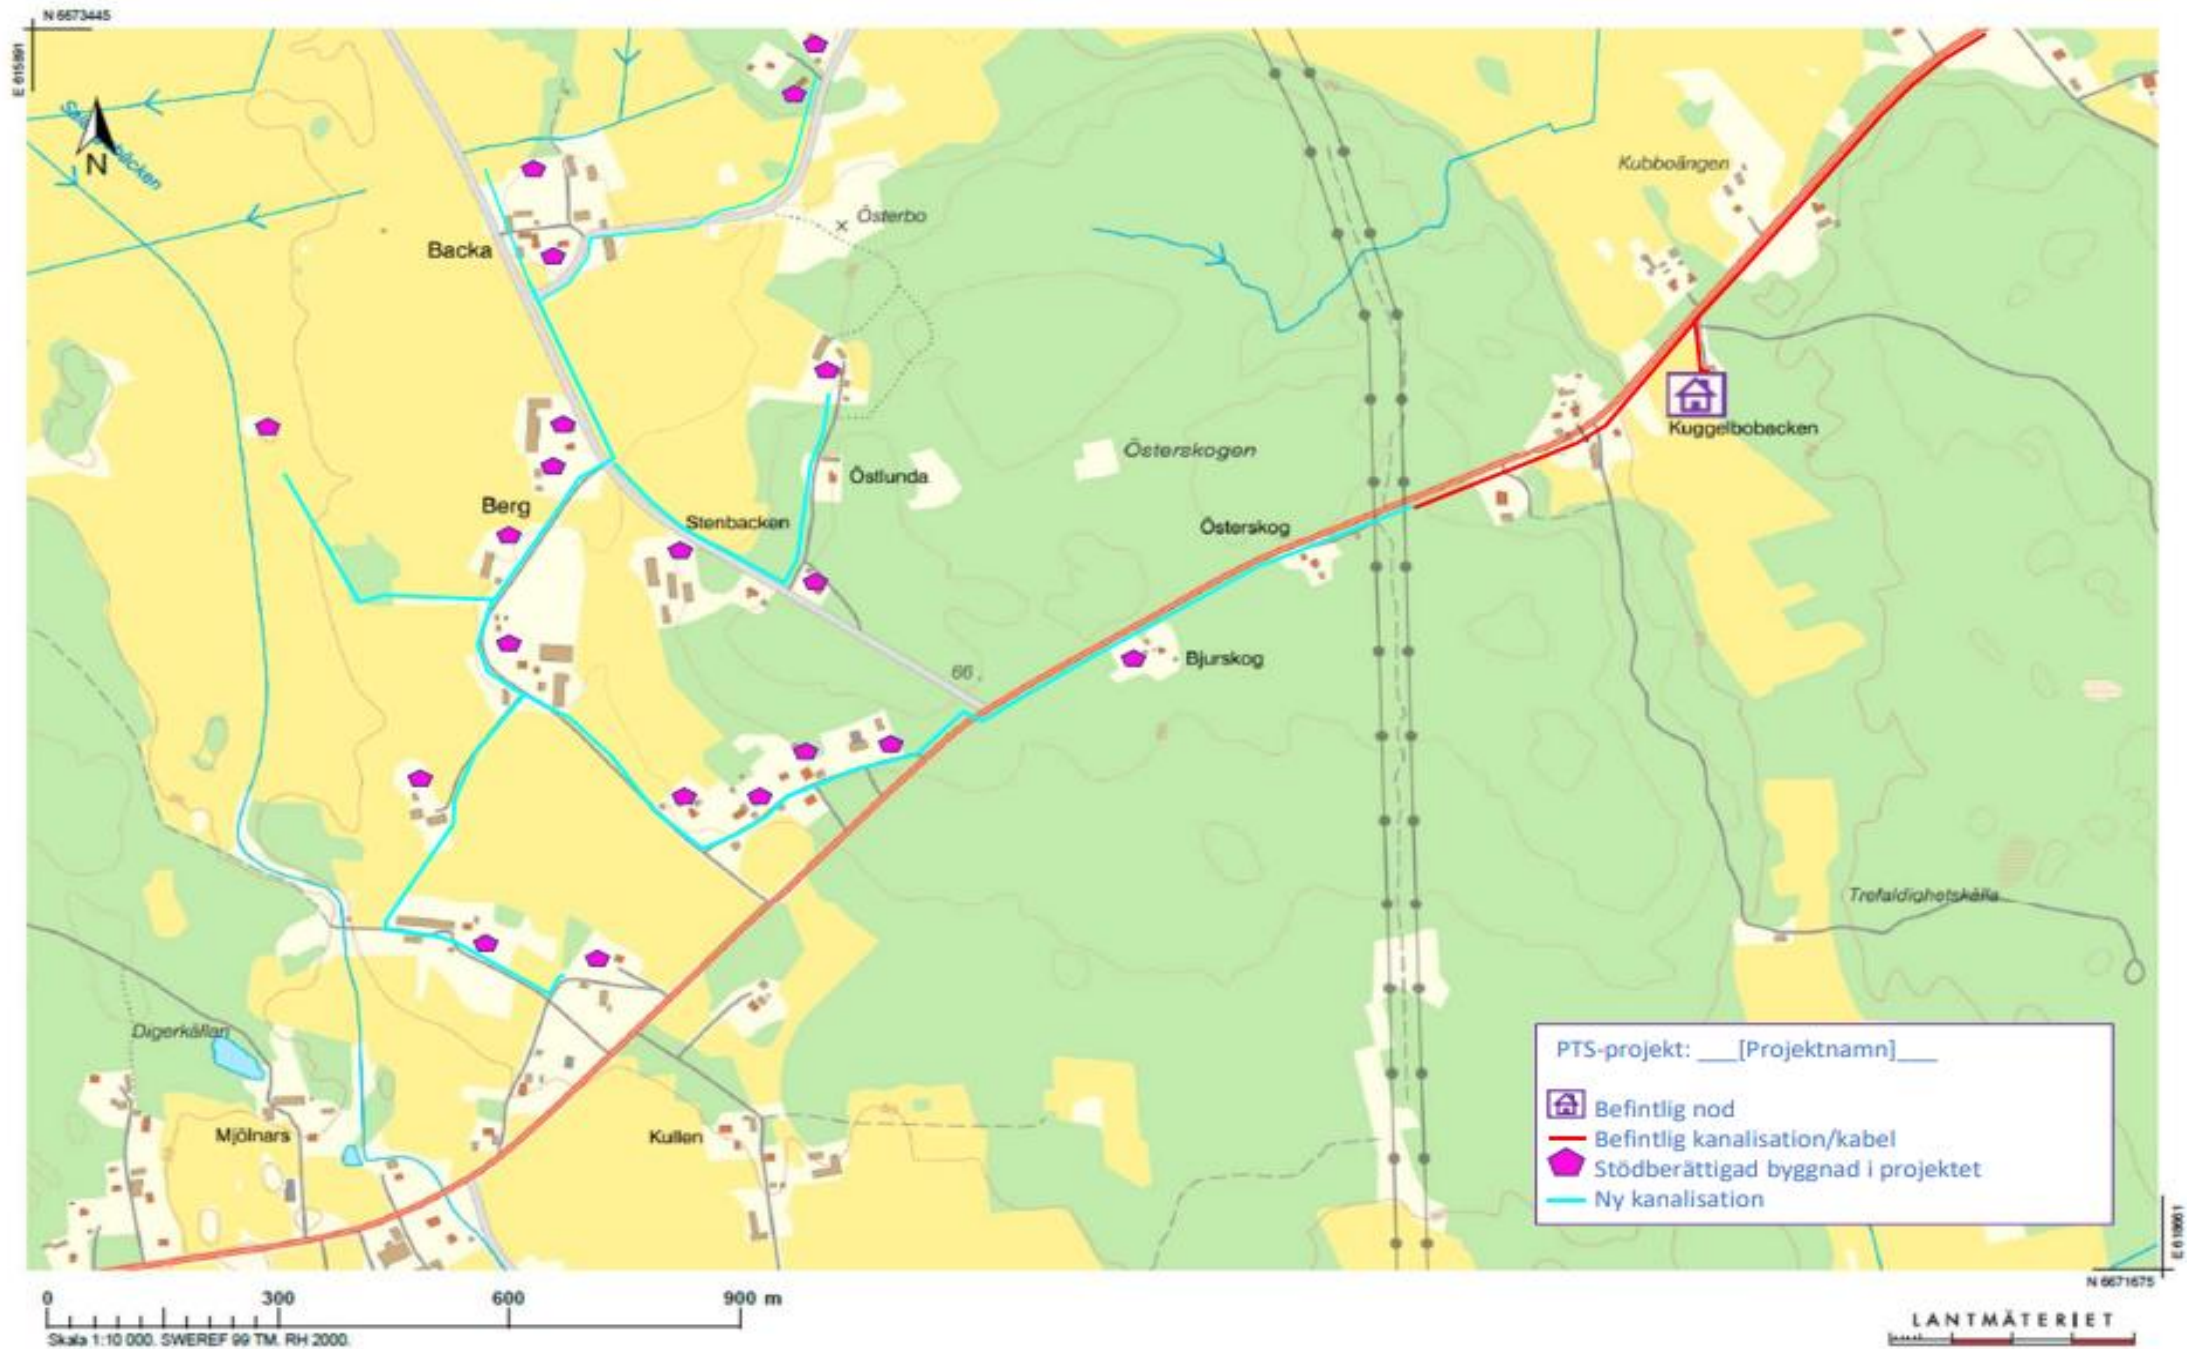 N 6673445
E 615891
N
Kubboängen
Österbo
Backa
Kuggelbobacken
Österskogen
Östlunda
Berg
Stenbacken
Österskog
Bjurskog
66
Trefaldighetskälla
Digerkällan
PTS-projekt: ___[Projektnamn]___
Befintlig nod
Befintlig kanalisation/kabel
Stödberättigad byggnad i projektet
Ny kanalisation
Mjölnars
Kullen
E 618661
N 6671675
0 300 600 900 m
Skala 1:10 000. SWEREF 99 TM. RH 2000.
LANTMÄTERIET